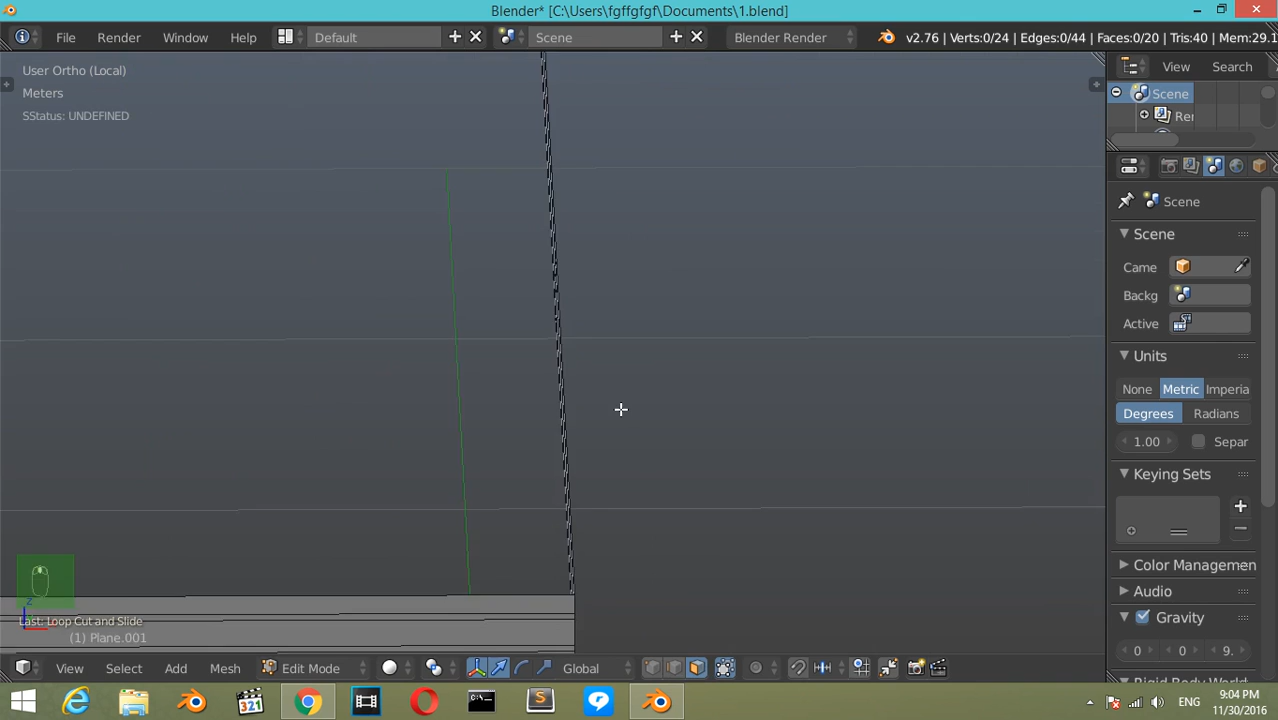 Blender* [C:\Users\fgffgfgf\Documents\1.blend]
File Render Window Help Default Scene Blender Render v2.76 | Verts:0/24 | Edges:0/44 | Faces:0/20 | Tris:40 | Mem:29.1
User Ortho (Local)
Meters
SStatus: UNDEFINED
View Search
Scene
Rer
Scene
Scene
Came
Backg
Active
Units
None Metric Imperia
Degrees Radians
1.00 Separ
Keying Sets
Color Managemen
Audio
Gravity
0 0 9.
z
Last: Loop Cut and Slide
(1) Plane.001
View Select Add Mesh Edit Mode Global
321
C:\_
S
ENG
9:04 PM
11/30/2016